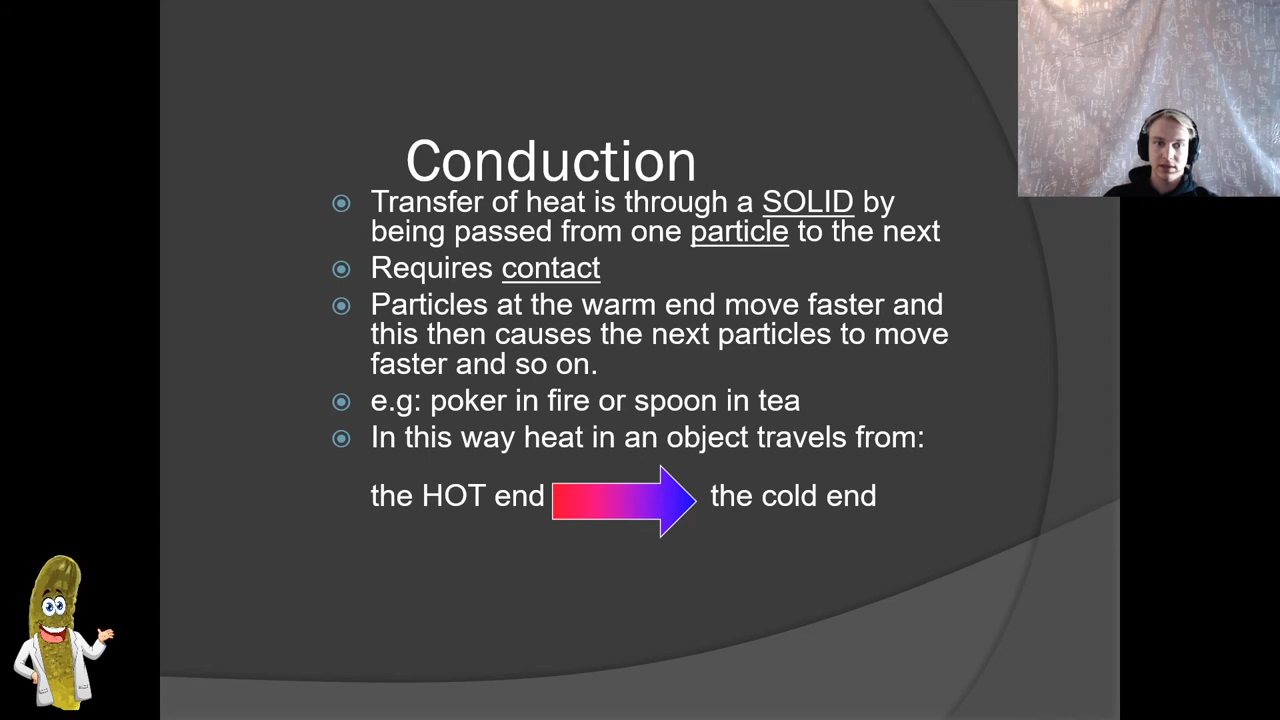 Conduction
Transfer of heat is through a SOLID by
being passed from one particle to the next
Requires contact
Particles at the warm end move faster and
this then causes the next particles to move
faster and so on.
e.g: poker in fire or spoon in tea
In this way heat in an object travels from:
the HOT end the cold end